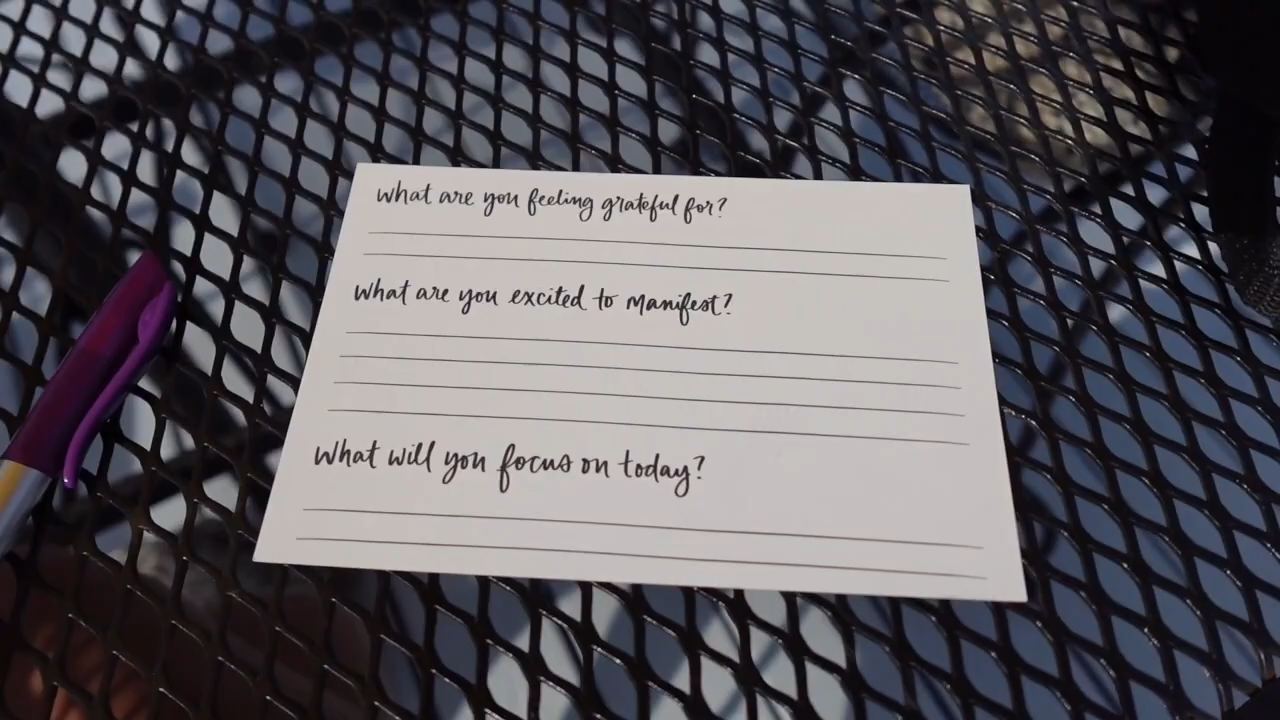 What are you feeling grateful for?
What are you excited to manifest?
What will you focus on today?